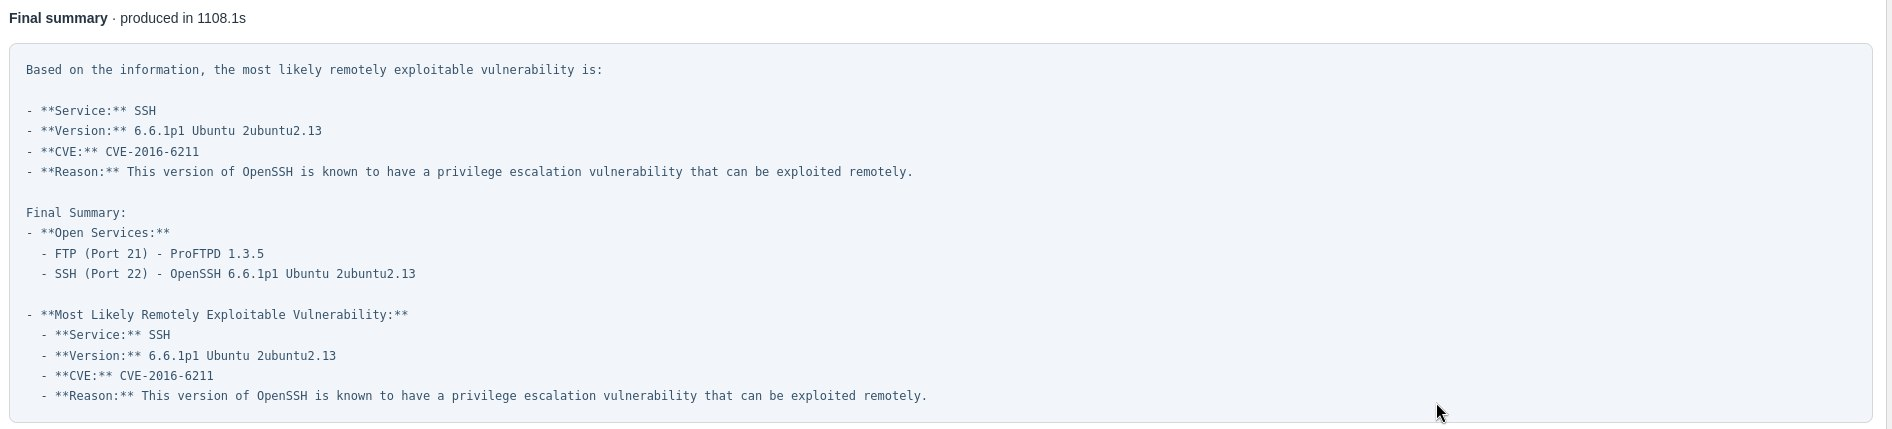 Final summary · produced in 1108.1s
Based on the information, the most likely remotely exploitable vulnerability is:
- **Service:** SSH
- **Version:** 6.6.1p1 Ubuntu 2ubuntu2.13
- **CVE:** CVE-2016-6211
- **Reason:** This version of OpenSSH is known to have a privilege escalation vulnerability that can be exploited remotely.
Final Summary:
- **Open Services:**
- FTP (Port 21) - ProFTPD 1.3.5
- SSH (Port 22) - OpenSSH 6.6.1p1 Ubuntu 2ubuntu2.13
- **Most Likely Remotely Exploitable Vulnerability:**
- **Service:** SSH
- **Version:** 6.6.1p1 Ubuntu 2ubuntu2.13
- **CVE:** CVE-2016-6211
- **Reason:** This version of OpenSSH is known to have a privilege escalation vulnerability that can be exploited remotely.